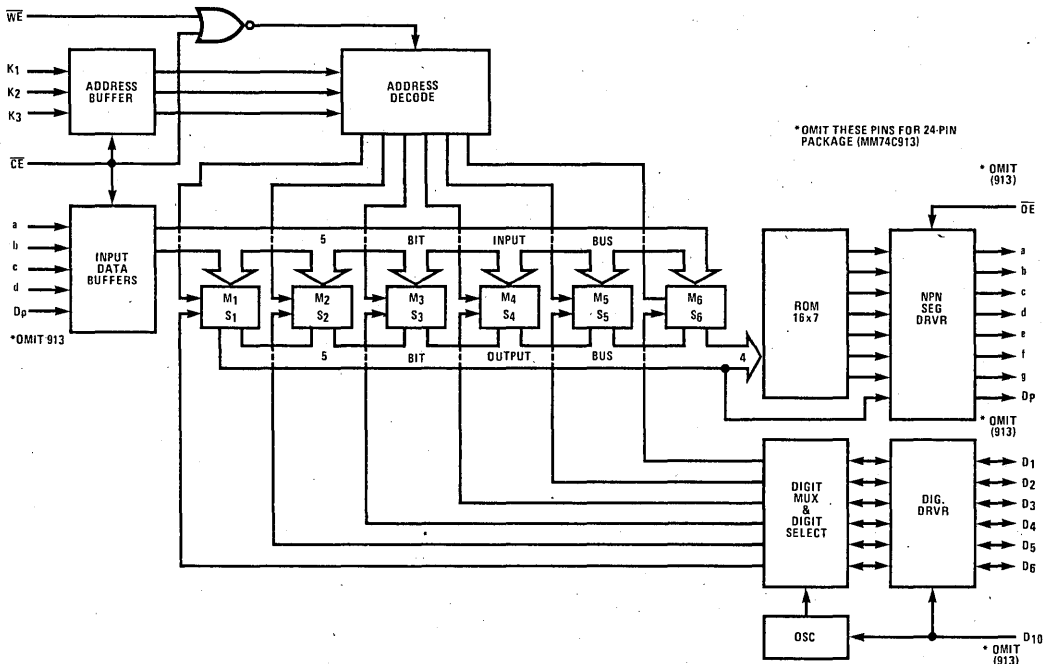 WE
K1
K2
K3
ADDRESS
BUFFER
ADDRESS
DECODE
CE
*OMIT THESE PINS FOR 24-PIN
PACKAGE (MM74C913)
* OMIT
(913)
OE
a
b
c
d
Dp
*OMIT 913
INPUT
DATA
BUFFERS
5 BIT INPUT BUS
M1
S1
M2
S2
M3
S3
M4
S4
M5
S5
M6
S6
5 BIT OUTPUT BUS
4
ROM
16x7
NPN
SEG
DRVR
a
b
c
d
e
f
g
Dp
* OMIT
(913)
DIGIT
MUX
&
DIGIT
SELECT
DIG.
DRVR
D1
D2
D3
D4
D5
D6
OSC
D10
* OMIT
(913)